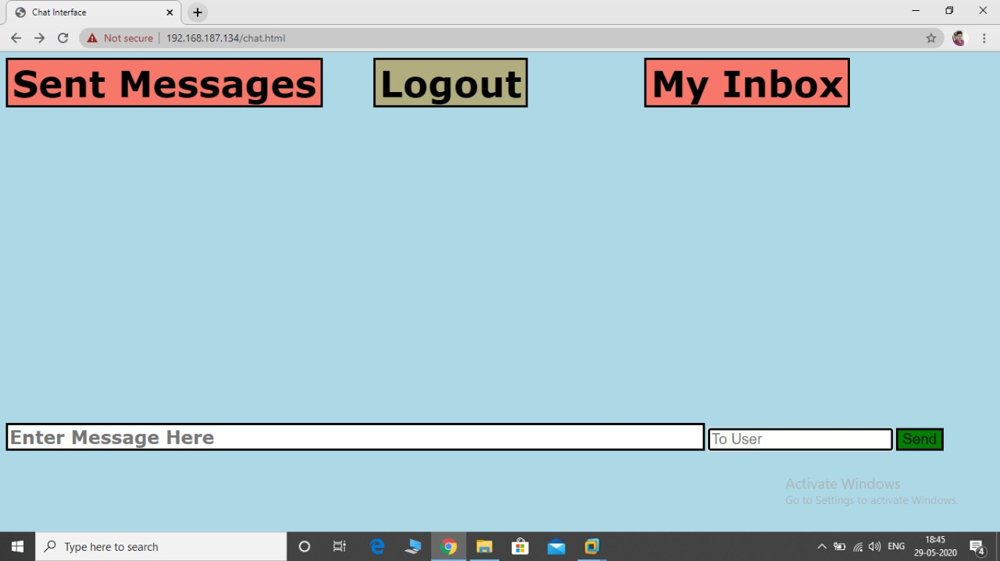 Chat Interface
Not secure 192.168.187.134/chat.html
Sent Messages Logout My Inbox
Enter Message Here To User Send
Activate Windows
Go to Settings to activate Windows.
Type here to search ENG 18:45
29-05-2020 4